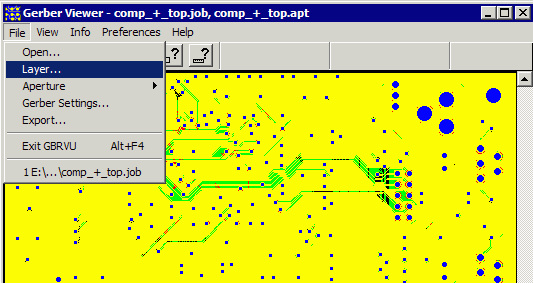 Gerber Viewer - comp_+_top.job, comp_+_top.apt
File View Info Preferences Help
Open...
Layer...
Aperture
Gerber Settings...
Export...
Exit GBRVU Alt+F4
1 E:\...\comp_+_top.job
? ?